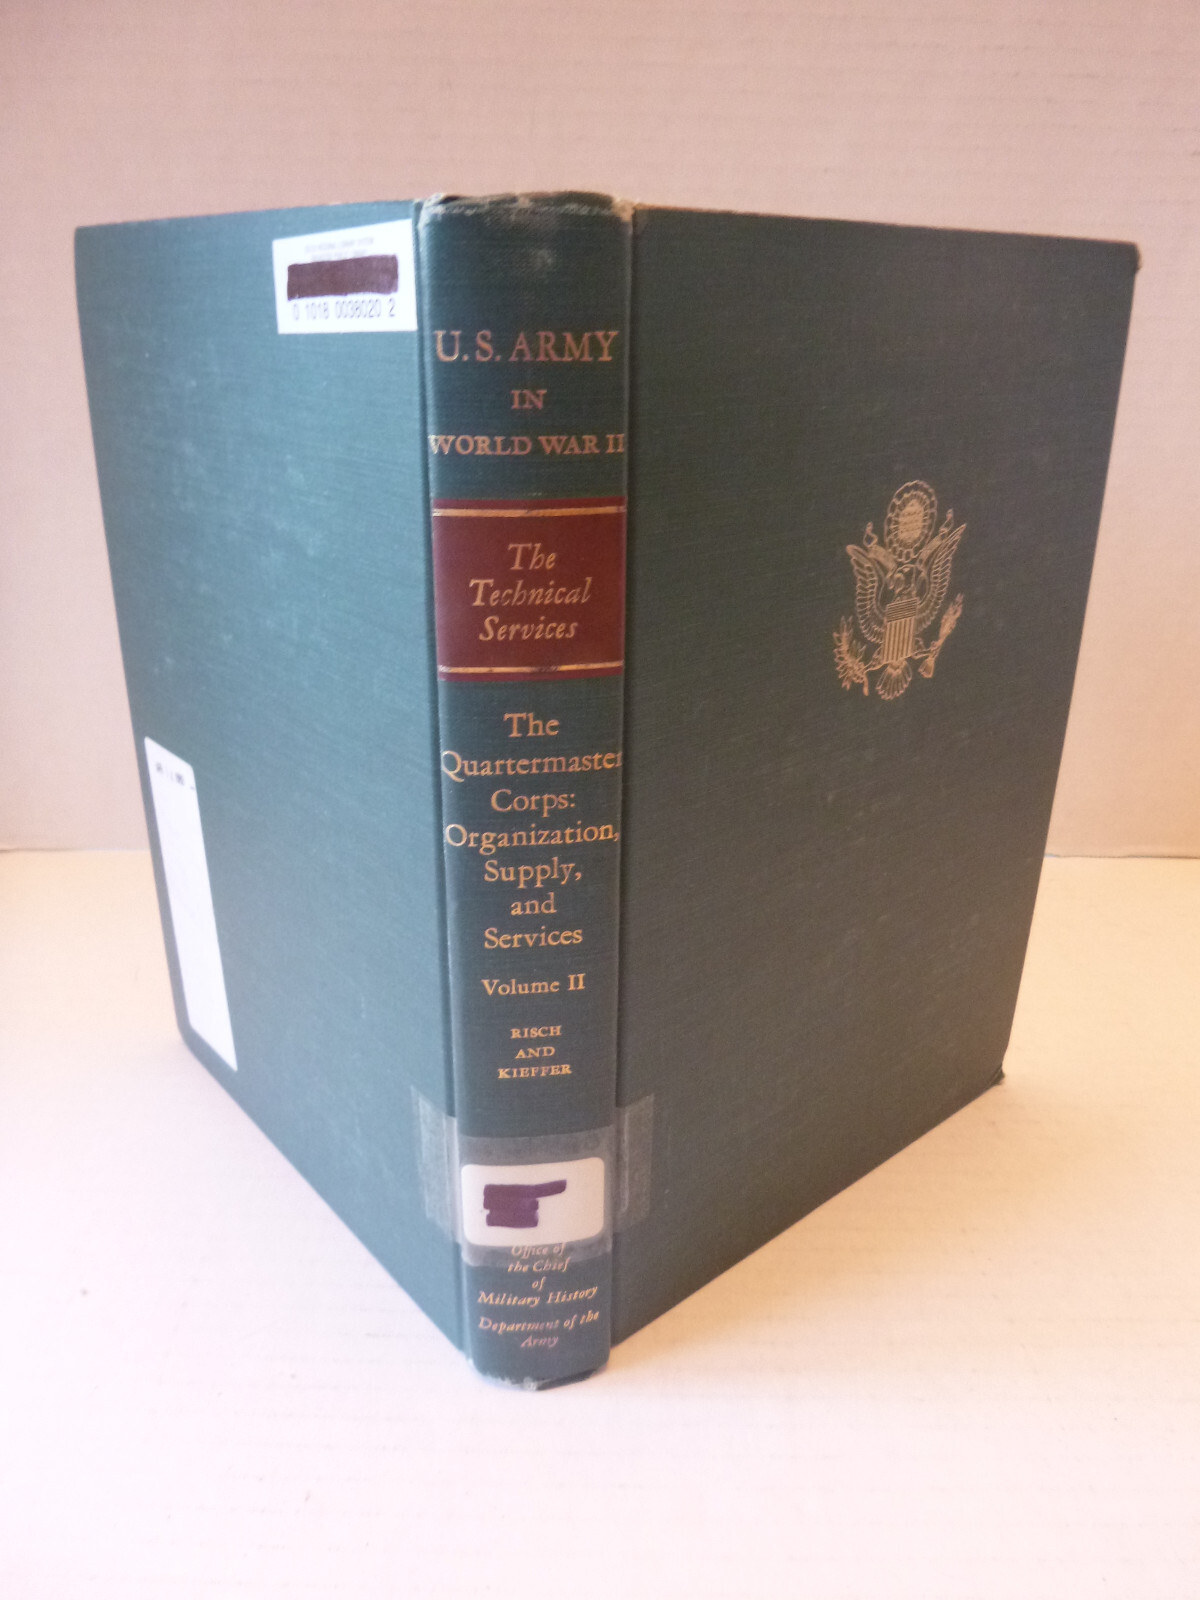 0 1018 0038020 2
U.S. ARMY
IN
WORLD WAR II
The
Technical
Services
The
Quartermaster
Corps:
Organization,
Supply,
and
Services
Volume II
RISCH
AND
KIEFFER
Office of
the Chief
of
Military History
Department of the
Army